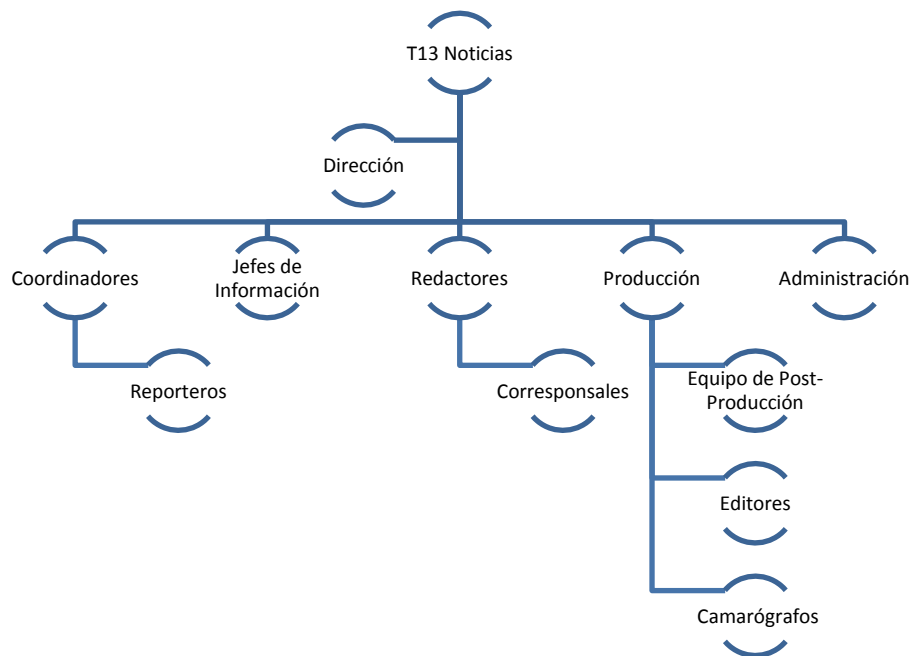 T13 Noticias
Dirección
Coordinadores
Jefes de
Información
Redactores
Producción
Administración
Reporteros
Corresponsales
Equipo de Post-
Producción
Editores
Camarógrafos